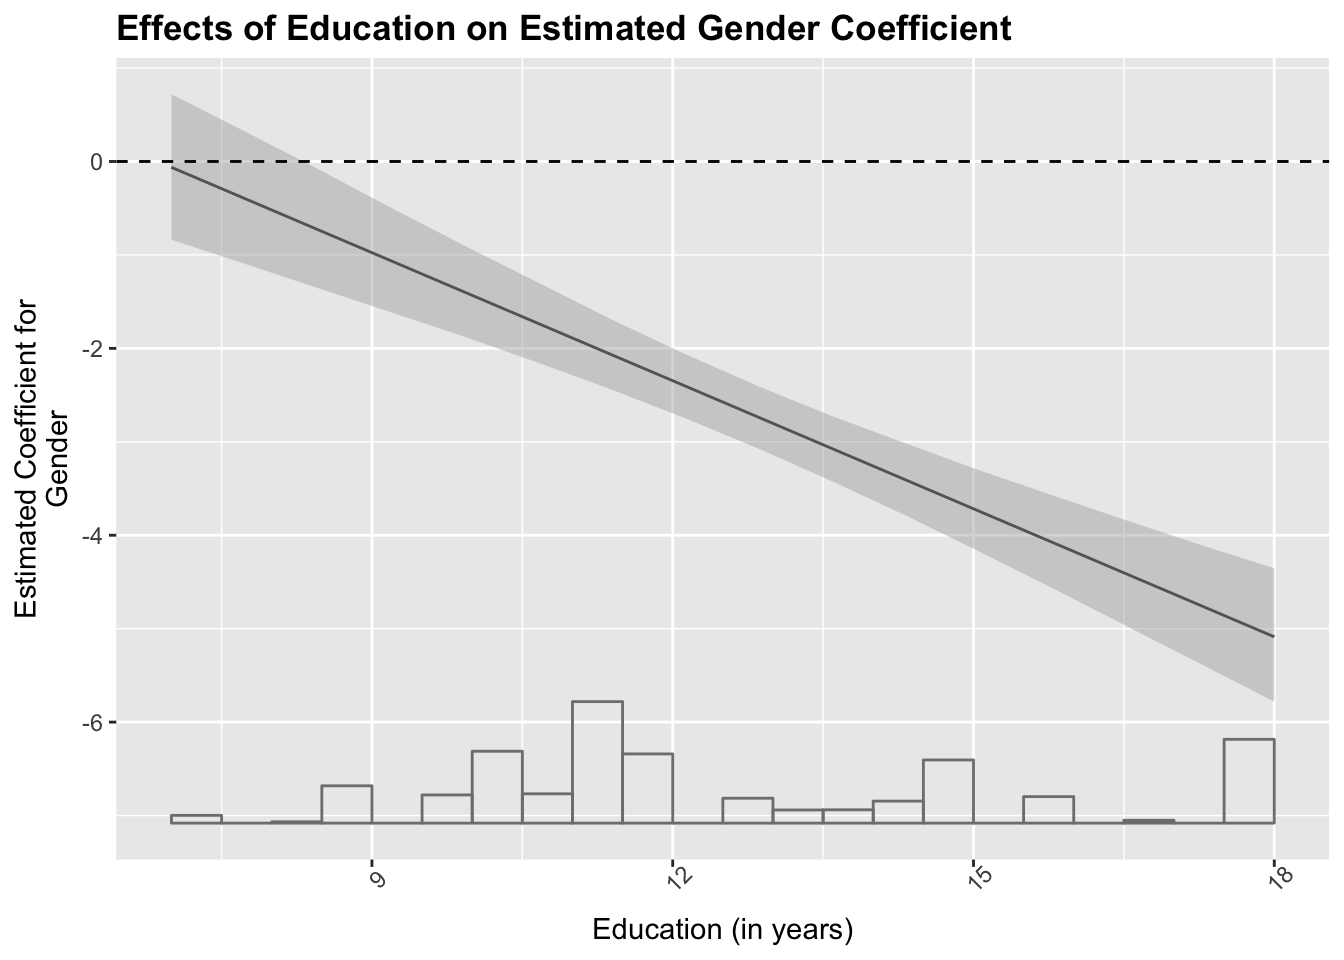 Effects of Education on Estimated Gender Coefficient
Estimated Coefficient for
Gender
0
-2
-4
-6
9
12
15
18
Education (in years)